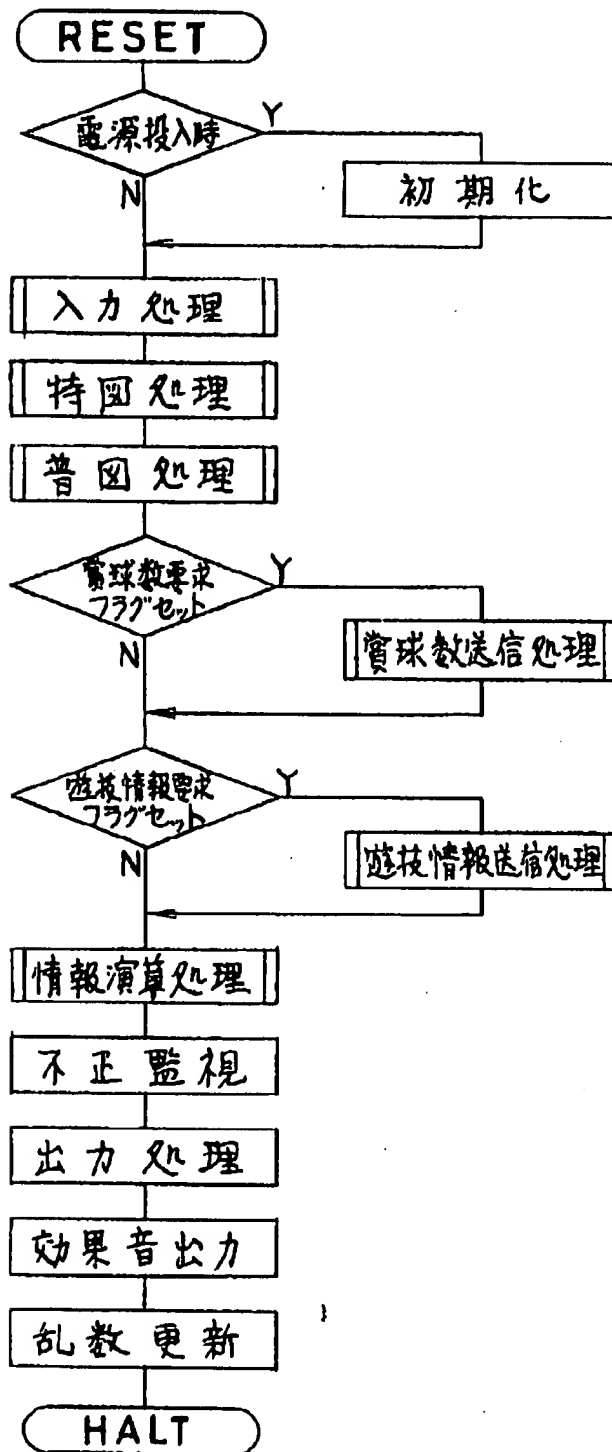 RESET
電源投入時
Y
N
初期化
入力処理
特図処理
普図処理
賞球数要求
フラグセット
Y
N
賞球数送信処理
遊技情報要求
フラグセット
Y
N
遊技情報送信処理
情報演算処理
不正監視
出力処理
効果音出力
乱数更新
HALT